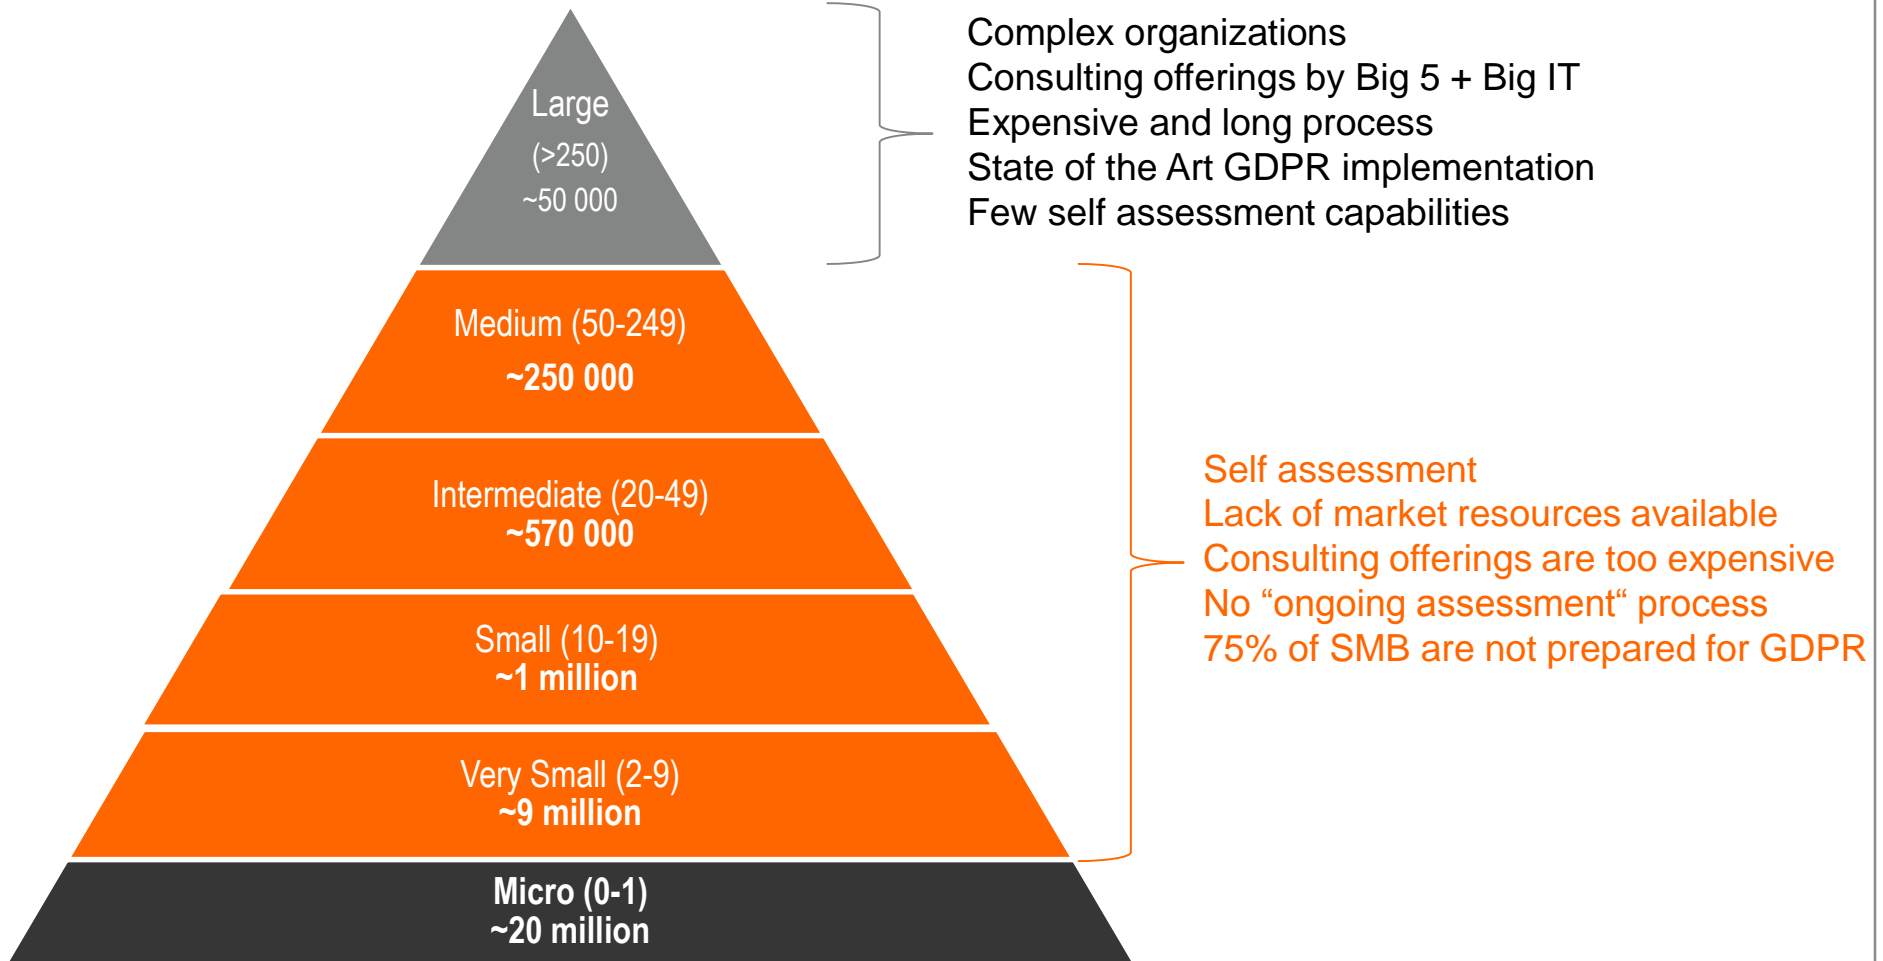 Large
(>250)
~50 000
Complex organizations
Consulting offerings by Big 5 + Big IT
Expensive and long process
State of the Art GDPR implementation
Few self assessment capabilities
Medium (50-249)
~250 000
Intermediate (20-49)
~570 000
Small (10-19)
~1 million
Very Small (2-9)
~9 million
Self assessment
Lack of market resources available
Consulting offerings are too expensive
No “ongoing assessment“ process
75% of SMB are not prepared for GDPR
Micro (0-1)
~20 million